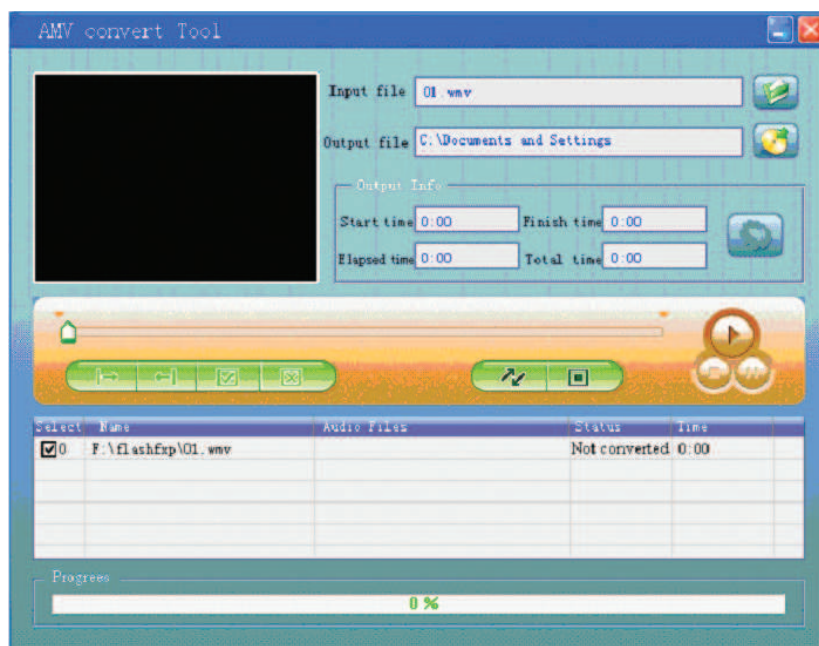 AMV convert Tool
Input file 01.wmv
Output file C:\Documents and Settings
Output Info
Start time 0:00 Finish time 0:00
Elapsed time 0:00 Total time 0:00
Select Name Audio Files Status Time
0 F:\flashfxp\01.wmv Not converted 0:00
Progrees
0 %